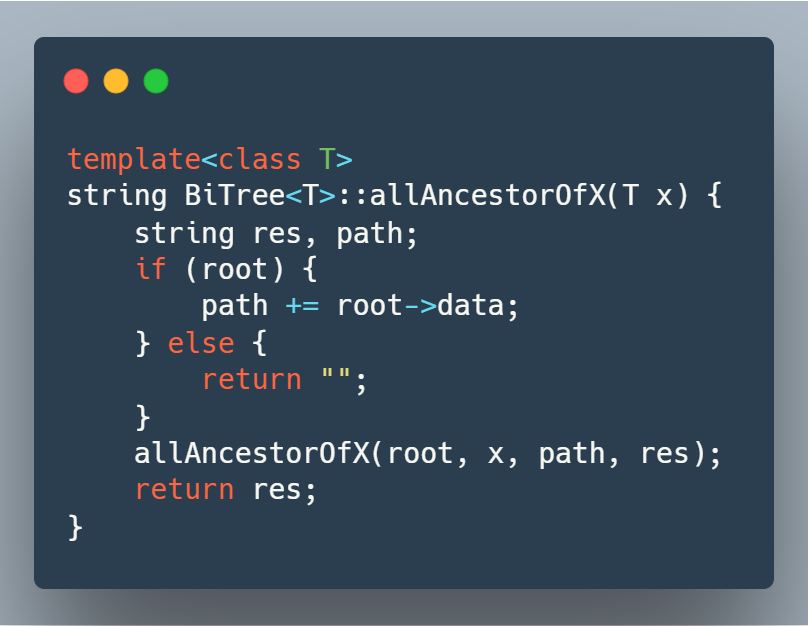 template<class T>
string BiTree<T>::allAncestorOfX(T x) {
    string res, path;
    if (root) {
        path += root->data;
    } else {
        return "";
    }
    allAncestorOfX(root, x, path, res);
    return res;
}